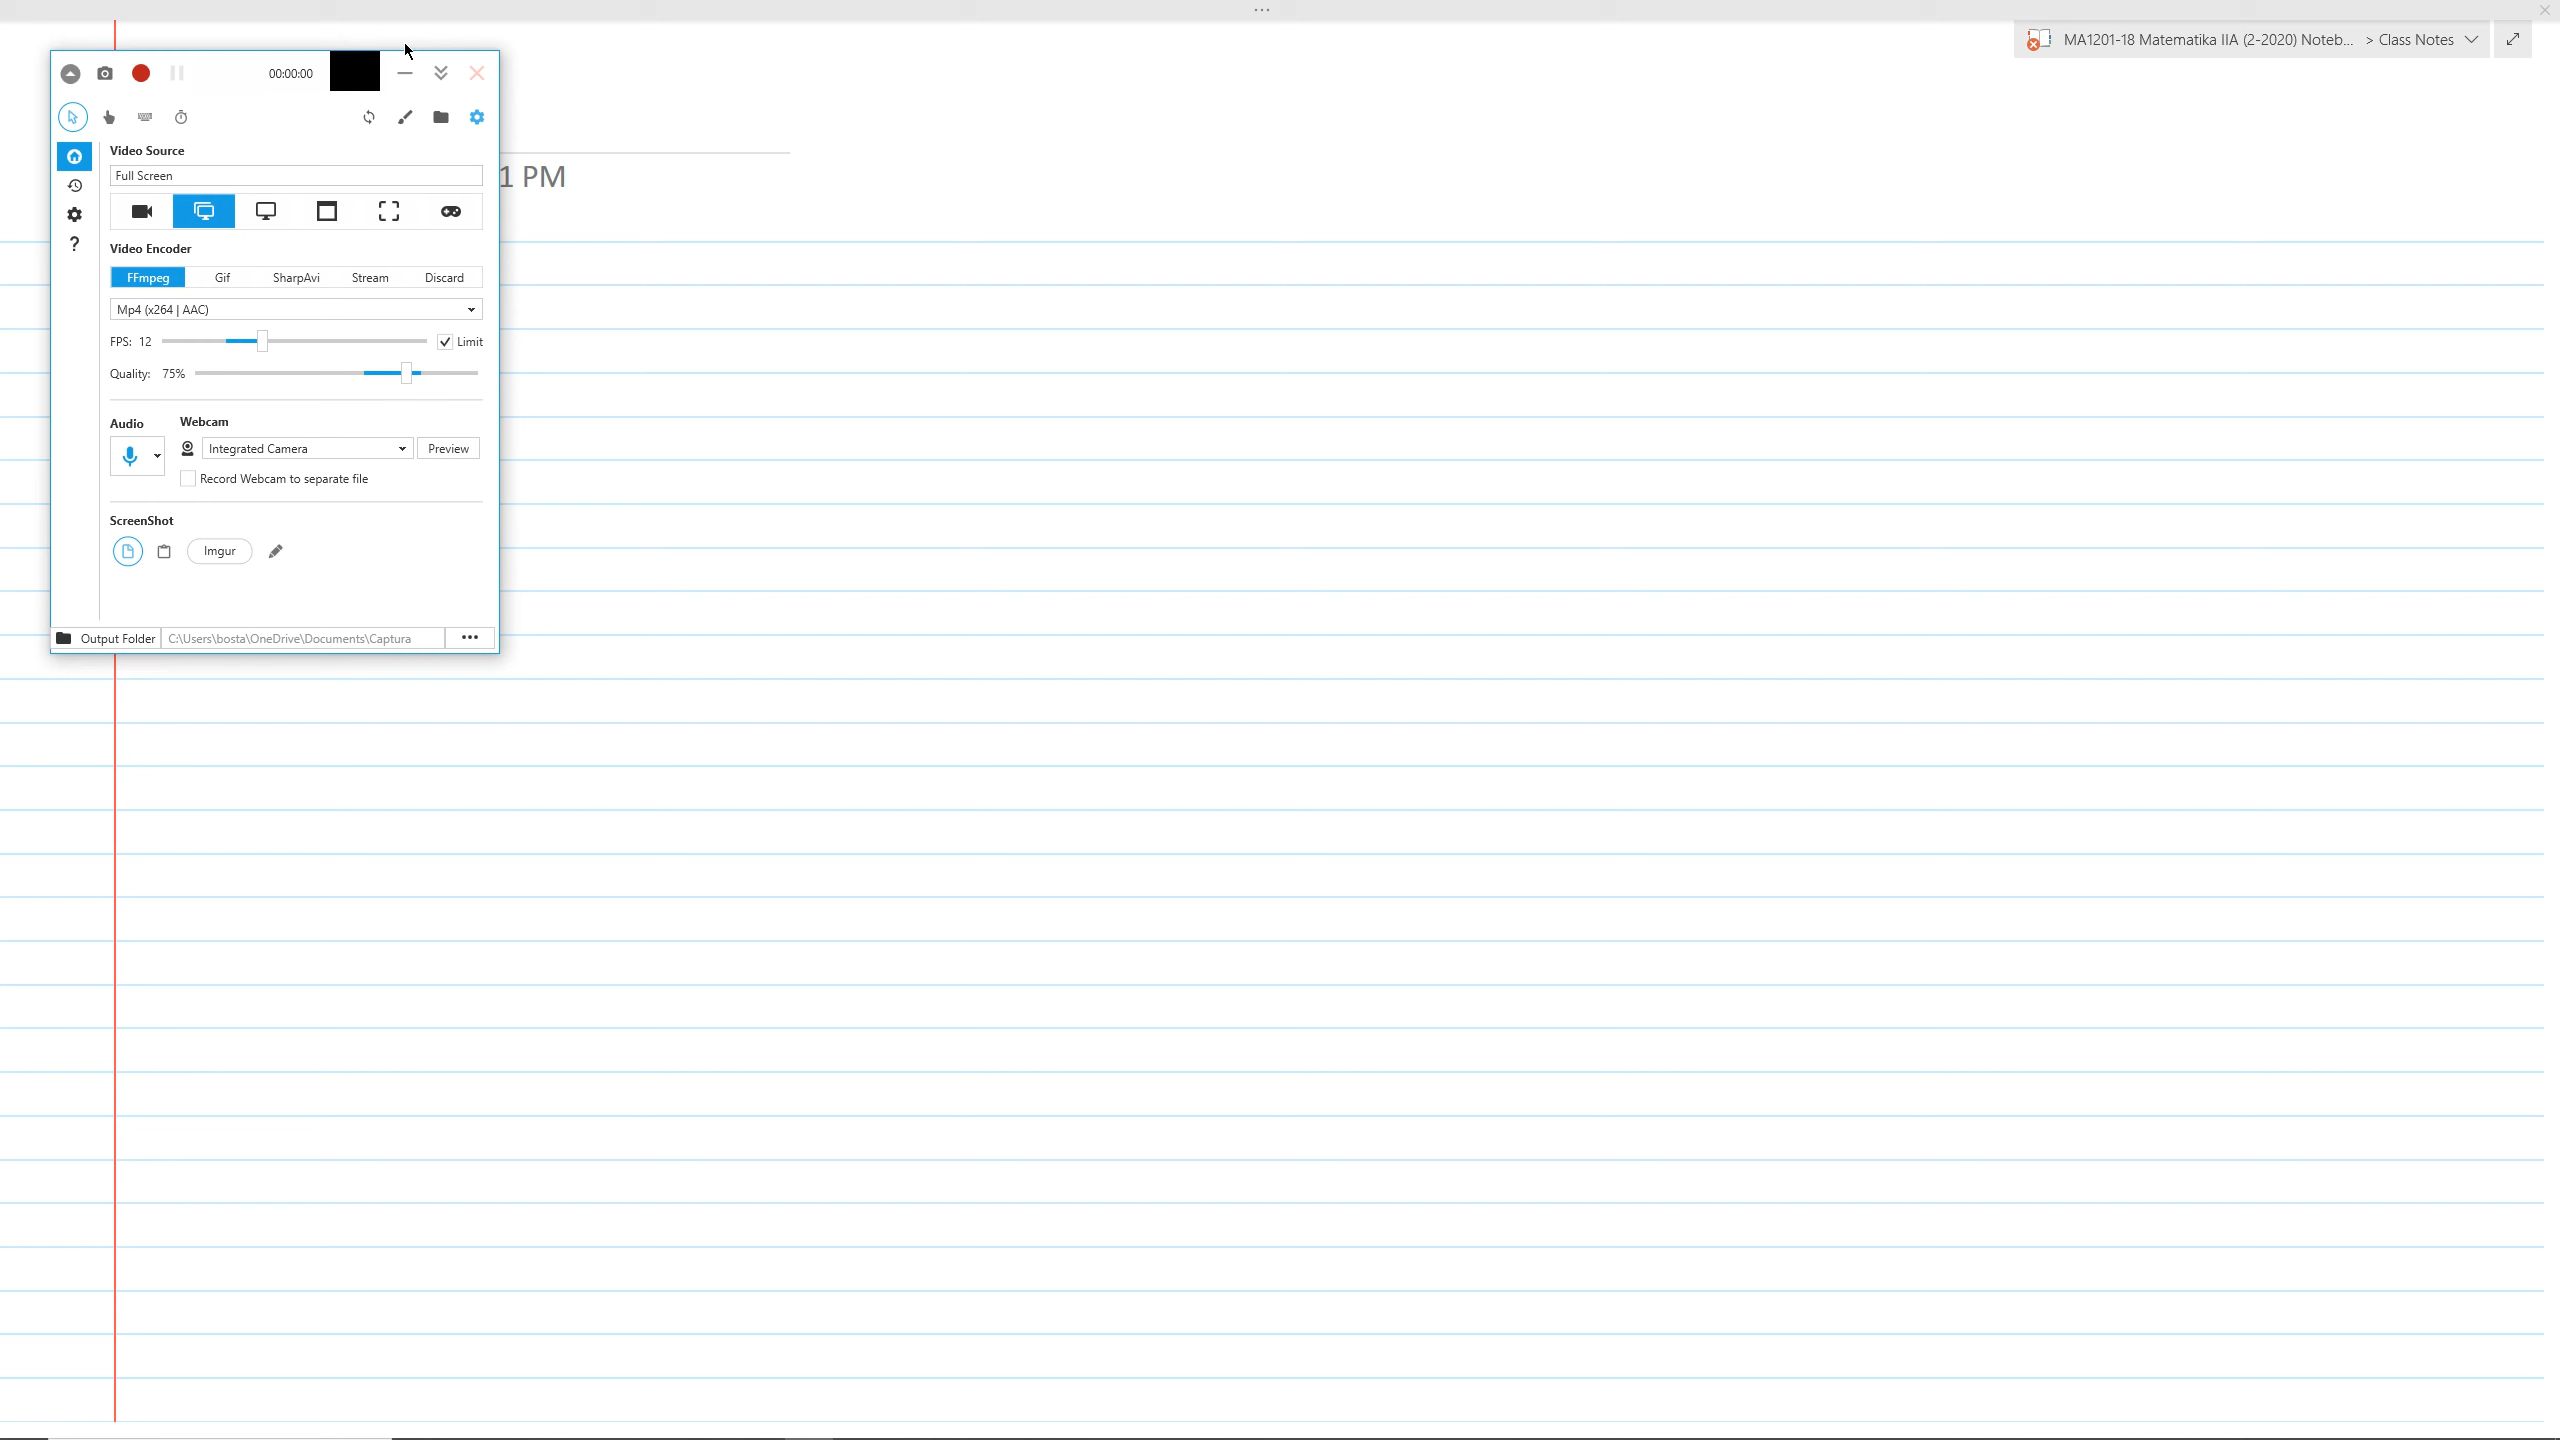 MA1201-18 Matematika IIA (2-2020) Noteb... > Class Notes
00:00:00
Video Source
Full Screen
1 PM
Video Encoder
FFmpeg Gif SharpAvi Stream Discard
Mp4 (x264 | AAC)
FPS: 12 Limit
Quality: 75%
Audio Webcam
Integrated Camera Preview
Record Webcam to separate file
ScreenShot
Imgur
Output Folder C:\Users\bosta\OneDrive\Documents\Captura